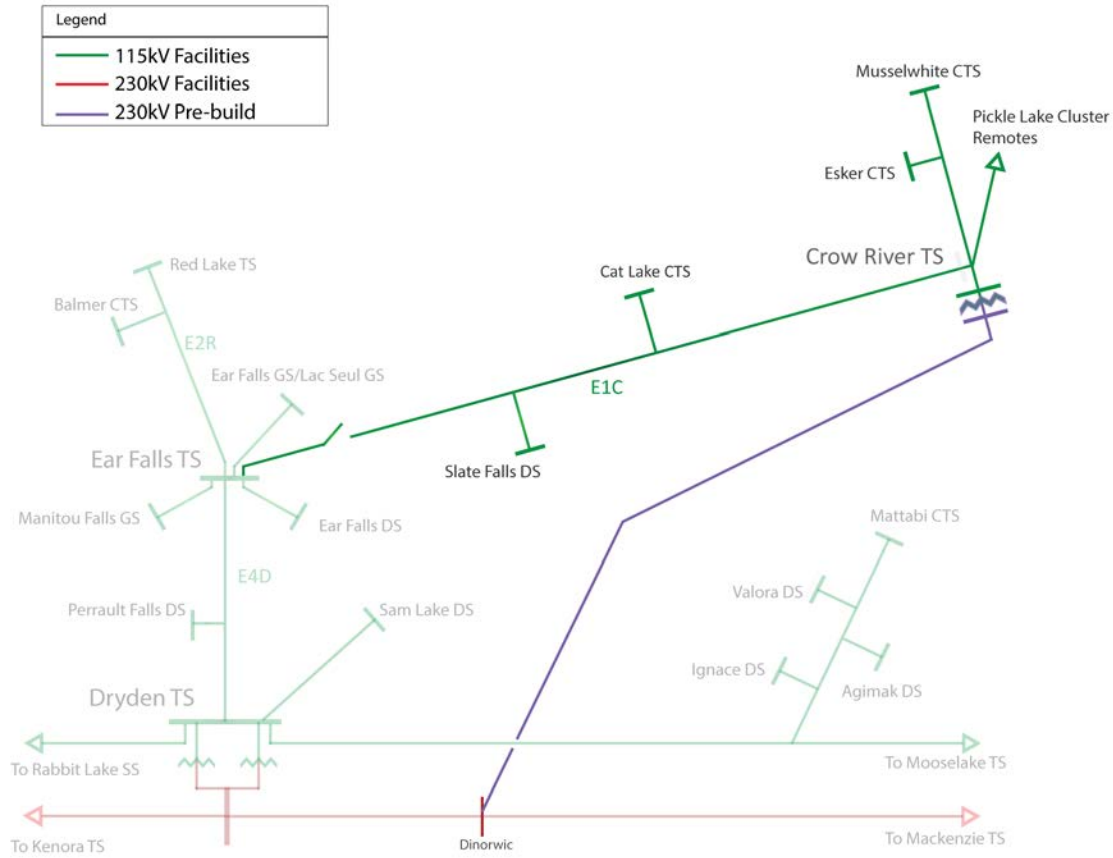 Legend
115kV Facilities
230kV Facilities
230kV Pre-build
Musselwhite CTS
Pickle Lake Cluster
Remotes
Esker CTS
Crow River TS
Red Lake TS
Cat Lake CTS
Balmer CTS
E2R
Ear Falls GS/Lac Seul GS
E1C
Ear Falls TS
Slate Falls DS
Manitou Falls GS
Ear Falls DS
Mattabi CTS
E4D
Valora DS
Perrault Falls DS
Sam Lake DS
Ignace DS
Agimak DS
Dryden TS
To Rabbit Lake SS
To Mooselake TS
To Kenora TS
Dinorwic
To Mackenzie TS